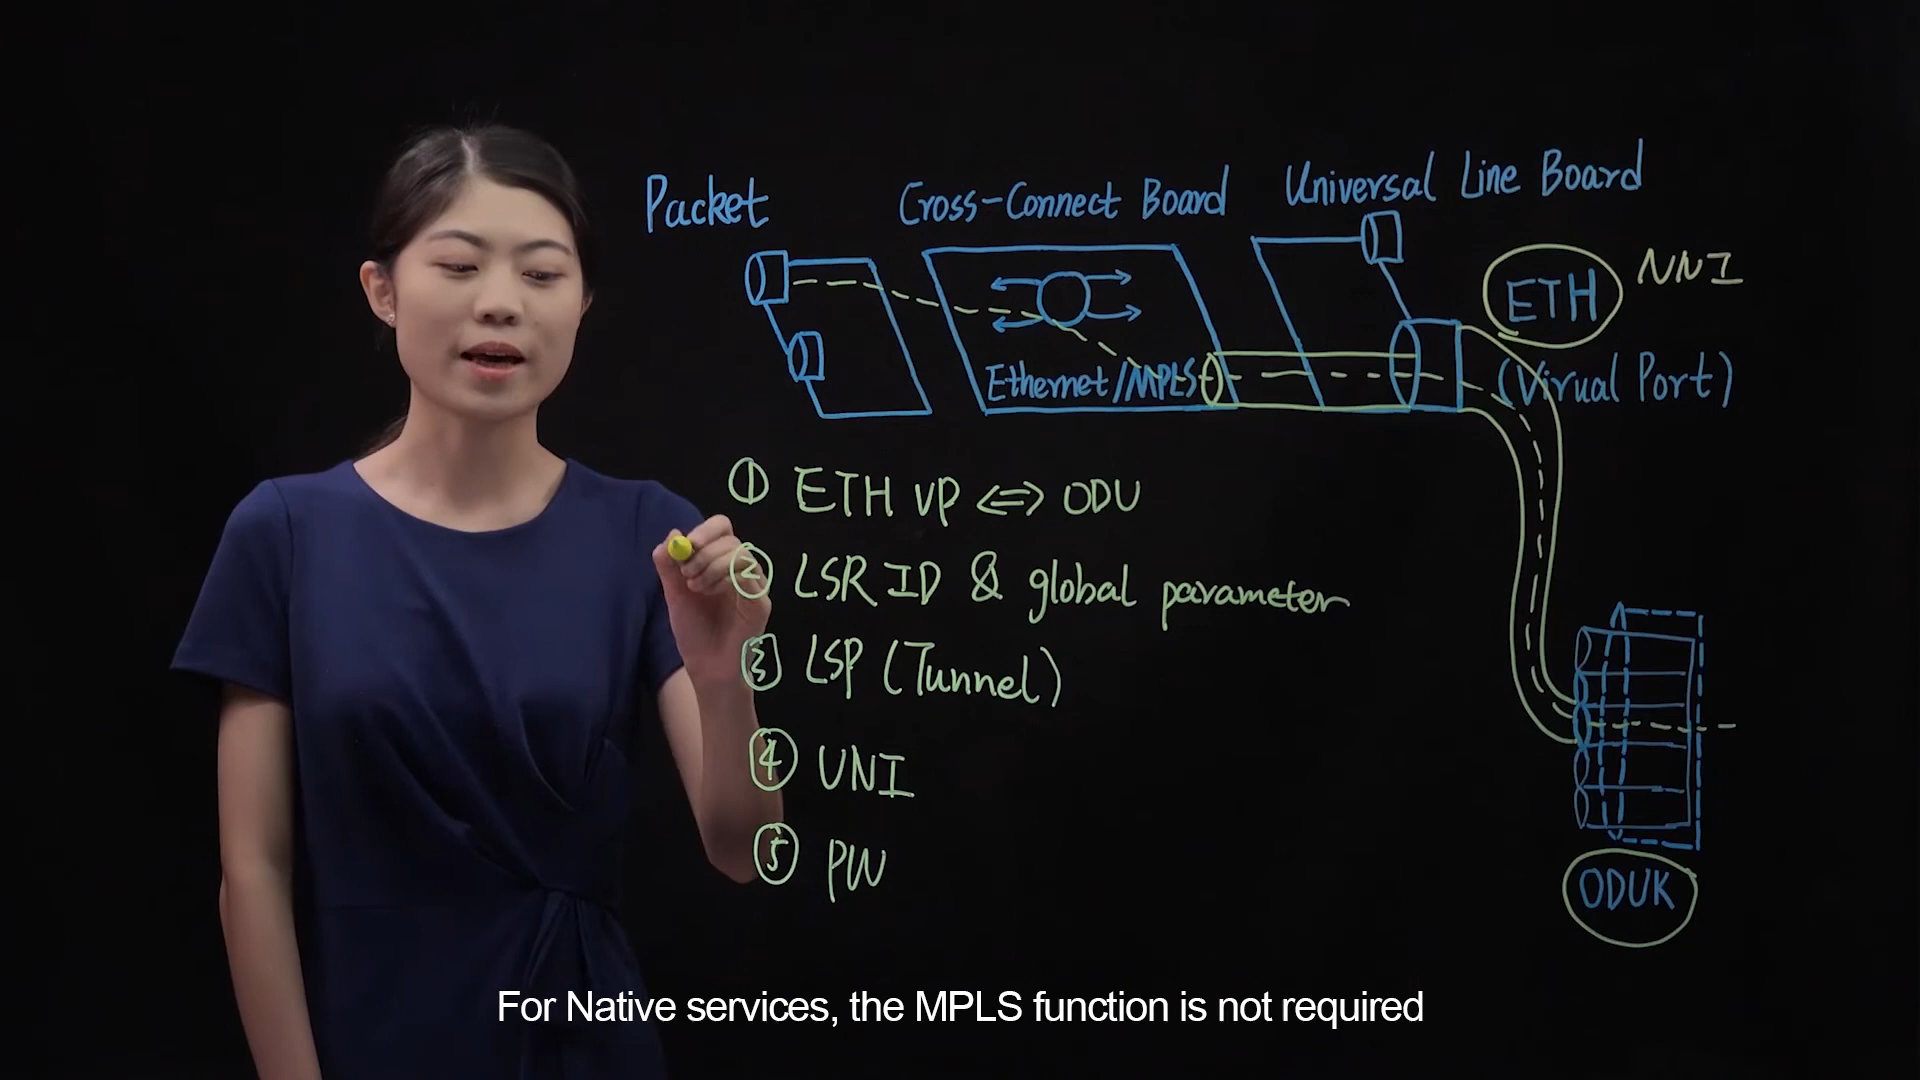 Packet
Cross-Connect Board
Universal Line Board
ETH
NNI
Ethernet/MPLS
(Virual Port)
① ETH VP ⇔ ODU
② LSR ID & global parameter
③ LSP (Tunnel)
④ UNI
⑤ PW
ODUK
For Native services, the MPLS function is not required